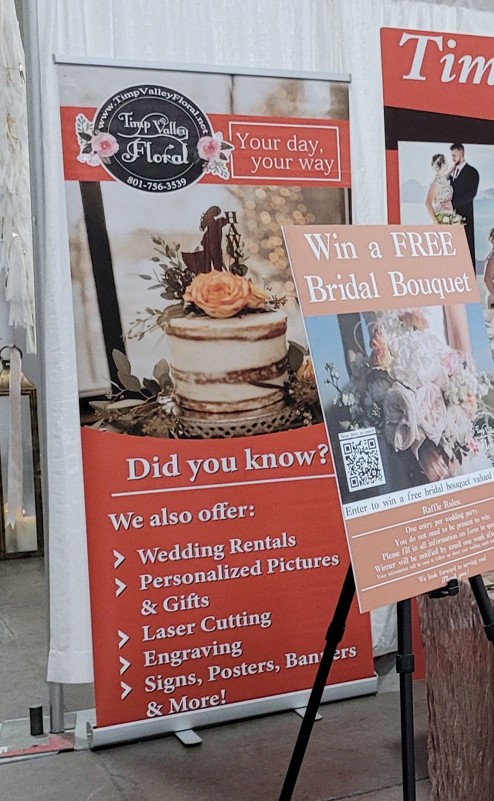 www.TimpValleyFloral.net
Timp Valley
Floral
801-756-3539
Your day,
your way
Did you know?
We also offer:
Wedding Rentals
Personalized Pictures
& Gifts
Laser Cutting
Engraving
Signs, Posters, Banners
& More!
Tim
Win a FREE
Bridal Bouquet
Enter to win a free bridal bouquet valued
Raffle Rules:
One entry per wedding party.
You do not need to be present to win.
Please fill in all information on form to
Winner will be notified by email one week
We look forward to serving you!